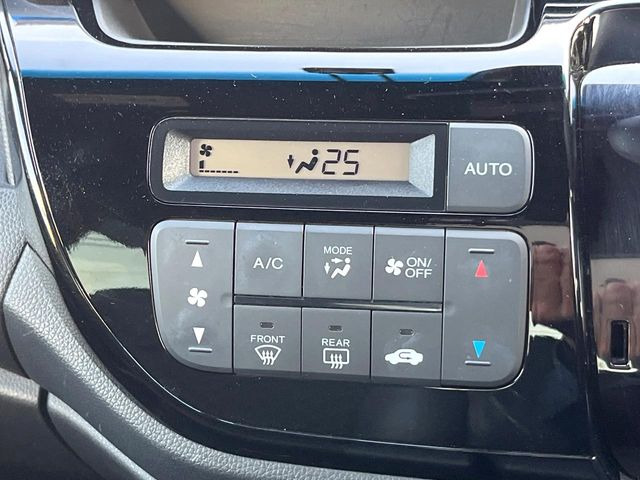 25
AUTO
A/C
MODE
ON/
OFF
FRONT
REAR